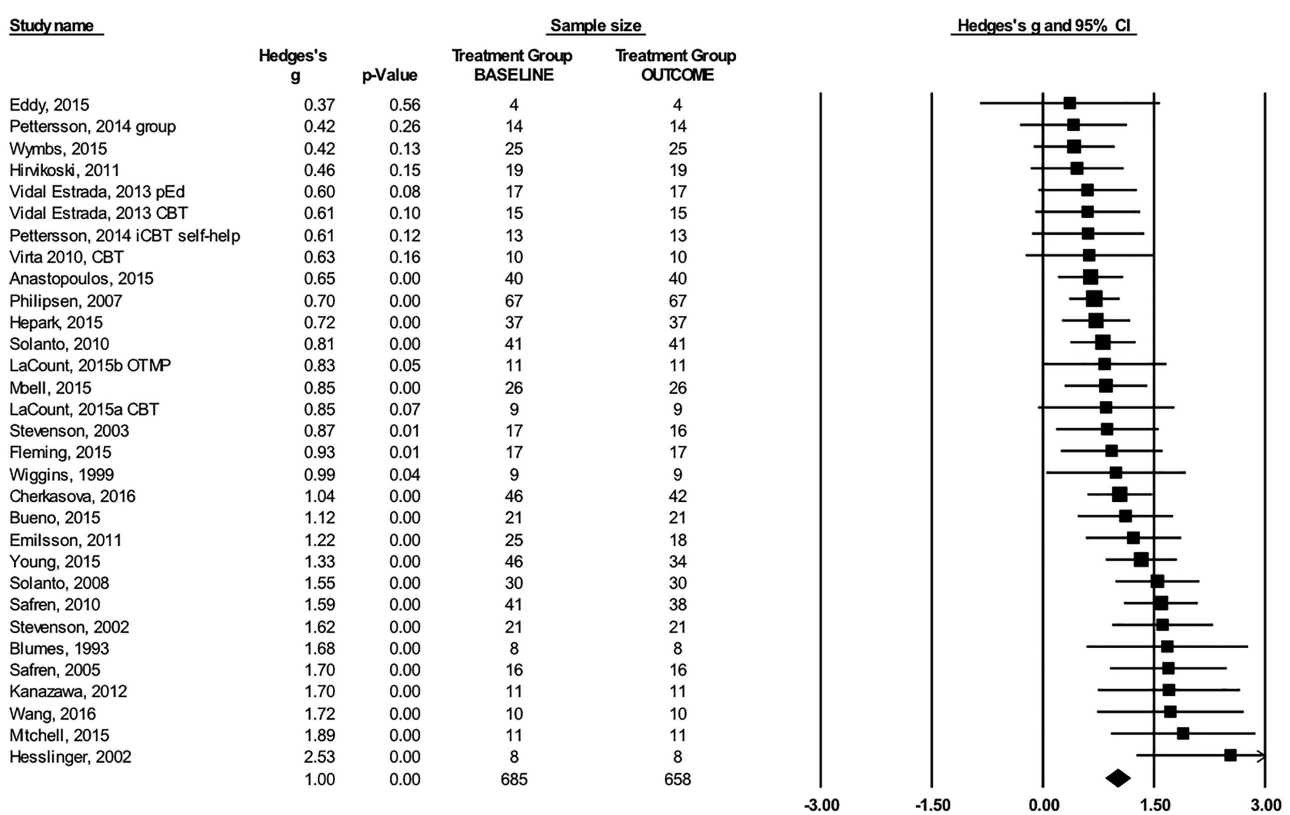 Study name Sample size Hedges's g and 95% CI
Hedges's Treatment Group Treatment Group
g p-Value BASELINE OUTCOME
Eddy, 2015 0.37 0.56 4 4
Pettersson, 2014 group 0.42 0.26 14 14
Wymbs, 2015 0.42 0.13 25 25
Hirvikoski, 2011 0.46 0.15 19 19
Vidal Estrada, 2013 pEd 0.60 0.08 17 17
Vidal Estrada, 2013 CBT 0.61 0.10 15 15
Pettersson, 2014 iCBT self-help 0.61 0.12 13 13
Virta 2010, CBT 0.63 0.16 10 10
Anastopoulos, 2015 0.65 0.00 40 40
Philipsen, 2007 0.70 0.00 67 67
Hepark, 2015 0.72 0.00 37 37
Solanto, 2010 0.81 0.00 41 41
LaCount, 2015b OTMP 0.83 0.05 11 11
Mbell, 2015 0.85 0.00 26 26
LaCount, 2015a CBT 0.85 0.07 9 9
Stevenson, 2003 0.87 0.01 17 16
Fleming, 2015 0.93 0.01 17 17
Wiggins, 1999 0.99 0.04 9 9
Cherkasova, 2016 1.04 0.00 46 42
Bueno, 2015 1.12 0.00 21 21
Emilsson, 2011 1.22 0.00 25 18
Young, 2015 1.33 0.00 46 34
Solanto, 2008 1.55 0.00 30 30
Safren, 2010 1.59 0.00 41 38
Stevenson, 2002 1.62 0.00 21 21
Blumes, 1993 1.68 0.00 8 8
Safren, 2005 1.70 0.00 16 16
Kanazawa, 2012 1.70 0.00 11 11
Wang, 2016 1.72 0.00 10 10
Mtchell, 2015 1.89 0.00 11 11
Hesslinger, 2002 2.53 0.00 8 8
1.00 0.00 685 658
-3.00 -1.50 0.00 1.50 3.00